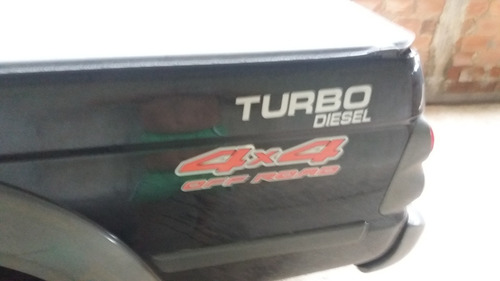 TURBO
DIESEL
4x4
OFF ROAD